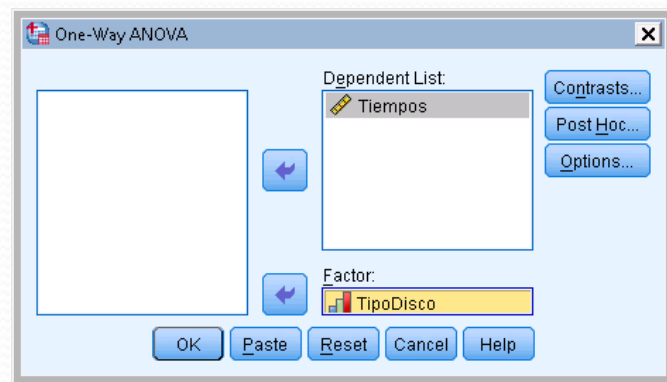 One-Way ANOVA
Dependent List:
Tiempos
Contrasts...
Post Hoc...
Options...
Factor:
TipoDisco
OK
Paste
Reset
Cancel
Help